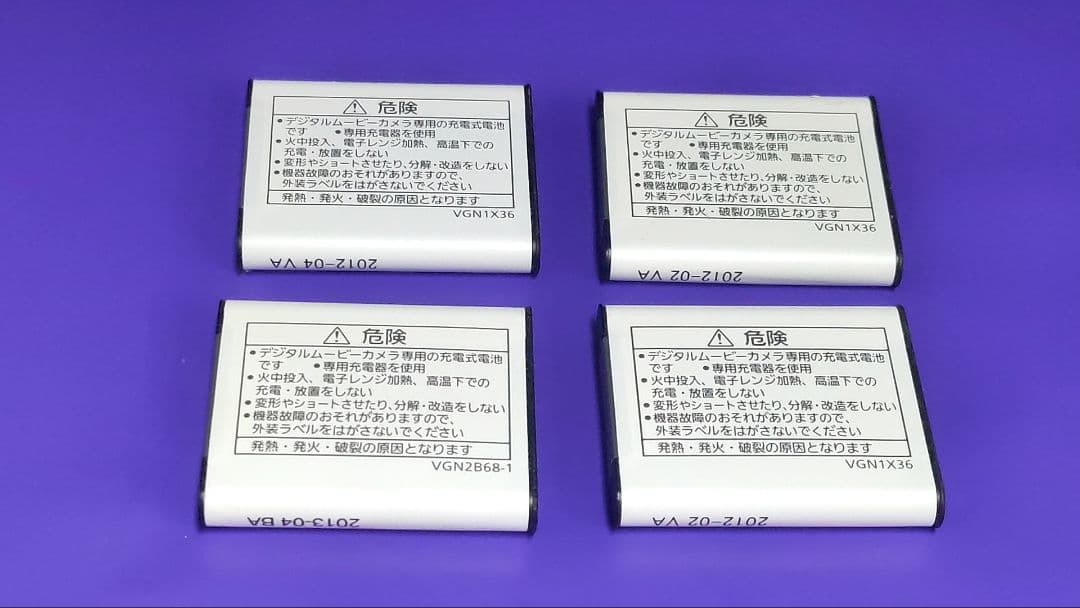 ⚠ 危険
•デジタルムービーカメラ専用の充電式電池
です •専用充電器を使用
•火中投入、電子レンジ加熱、高温下での
充電・放置をしない
•変形やショートさせたり、分解・改造をしない
•機器故障のおそれがありますので、
外装ラベルをはがさないでください
発熱・発火・破裂の原因となります
VGN1X36
2012-04 VA
⚠ 危険
•デジタルムービーカメラ専用の充電式電池
です •専用充電器を使用
•火中投入、電子レンジ加熱、高温下での
充電・放置をしない
•変形やショートさせたり、分解・改造をしない
•機器故障のおそれがありますので、
外装ラベルをはがさないでください
発熱・発火・破裂の原因となります
VGN1X36
2012-02 VA
⚠ 危険
•デジタルムービーカメラ専用の充電式電池
です •専用充電器を使用
•火中投入、電子レンジ加熱、高温下での
充電・放置をしない
•変形やショートさせたり、分解・改造をしない
•機器故障のおそれがありますので、
外装ラベルをはがさないでください
発熱・発火・破裂の原因となります
VGN2B68-1
2013-04 BA
⚠ 危険
•デジタルムービーカメラ専用の充電式電池
です •専用充電器を使用
•火中投入、電子レンジ加熱、高温下での
充電・放置をしない
•変形やショートさせたり、分解・改造をしない
•機器故障のおそれがありますので、
外装ラベルをはがさないでください
発熱・発火・破裂の原因となります
VGN1X36
2012-02 VA